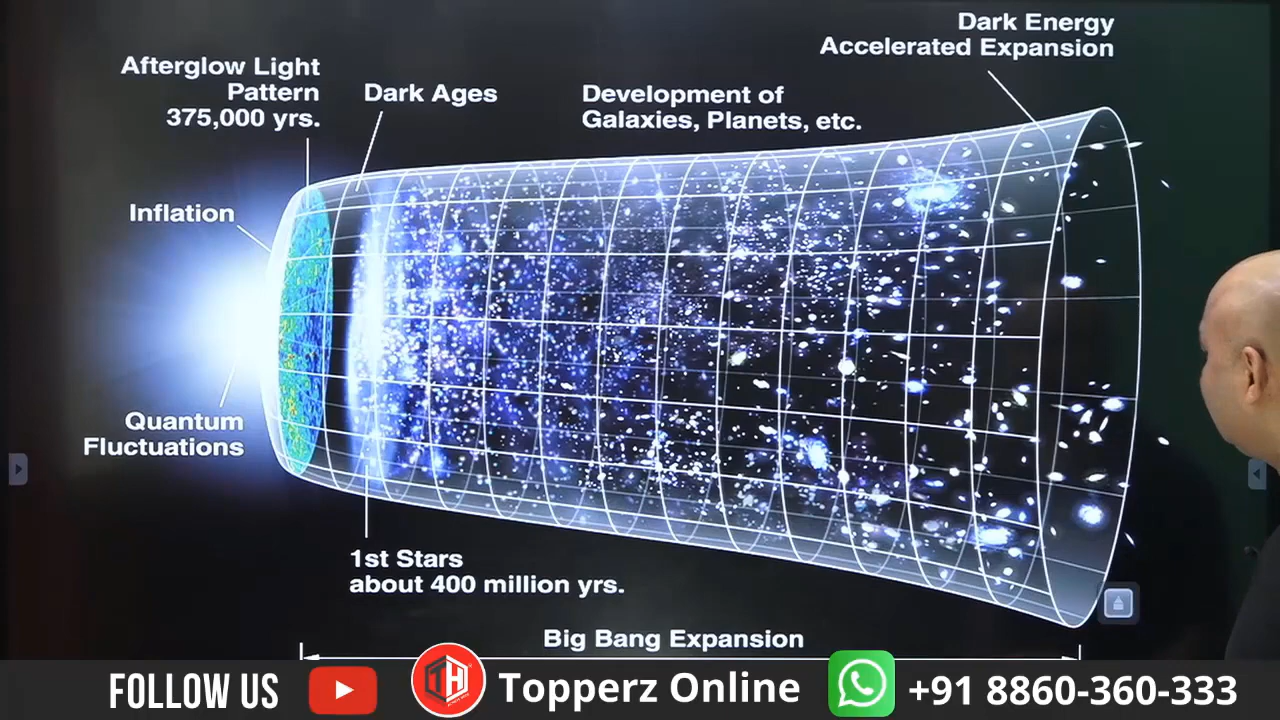 Dark Energy
Accelerated Expansion
Afterglow Light
Pattern
375,000 yrs.
Dark Ages
Development of
Galaxies, Planets, etc.
Inflation
Quantum
Fluctuations
1st Stars
about 400 million yrs.
Big Bang Expansion
FOLLOW US
TH
Topperz Online
+91 8860-360-333